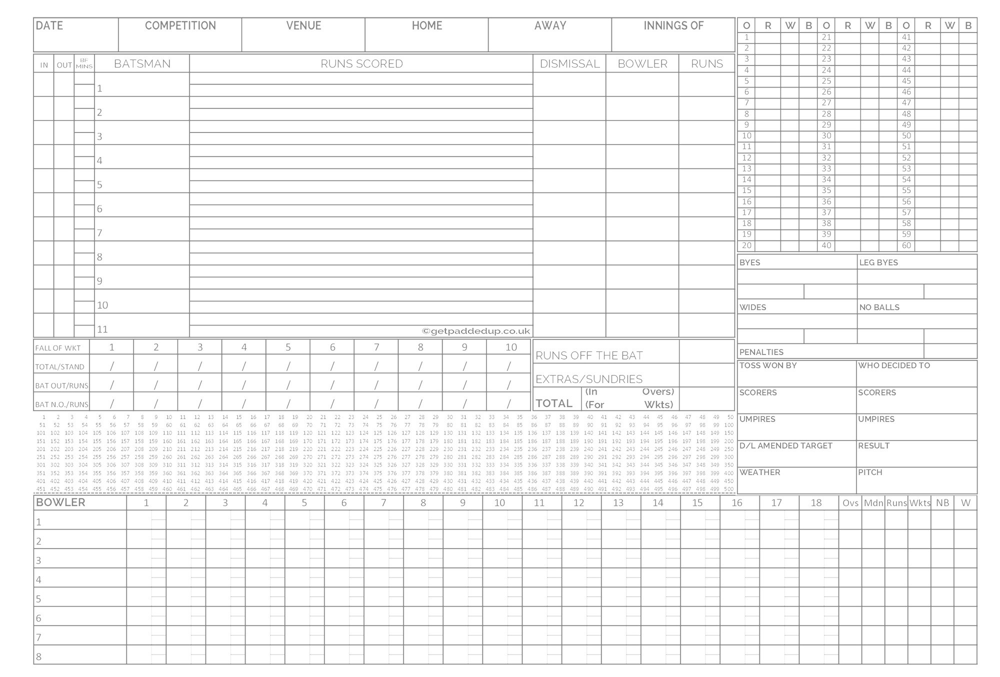 DATE COMPETITION VENUE HOME AWAY INNINGS OF
O R W B O R W B O R W B
1 21 41
2 22 42
3 23 43
4 24 44
5 25 45
6 26 46
7 27 47
8 28 48
9 29 49
10 30 50
11 31 51
12 32 52
13 33 53
14 34 54
15 35 55
16 36 56
17 37 57
18 38 58
19 39 59
20 40 60
IN OUT BF MINS BATSMAN RUNS SCORED DISMISSAL BOWLER RUNS
1
2
3
4
5
6
7
8
9
10
11
©getpaddedup.co.uk
BYES LEG BYES
WIDES NO BALLS
PENALTIES
FALL OF WKT 1 2 3 4 5 6 7 8 9 10
TOTAL/STAND / / / / / / / / / /
BAT OUT/RUNS / / / / / / / / / /
BAT N.O./RUNS / / / / / / / / / /
RUNS OFF THE BAT
EXTRAS/SUNDRIES
TOTAL (In Overs)
(For Wkts)
TOSS WON BY WHO DECIDED TO
SCORERS SCORERS
UMPIRES UMPIRES
D/L AMENDED TARGET RESULT
WEATHER PITCH
1 2 3 4 5 6 7 8 9 10 11 12 13 14 15 16 17 18 19 20 21 22 23 24 25 26 27 28 29 30 31 32 33 34 35 36 37 38 39 40 41 42 43 44 45 46 47 48 49 50
51 52 53 54 55 56 57 58 59 60 61 62 63 64 65 66 67 68 69 70 71 72 73 74 75 76 77 78 79 80 81 82 83 84 85 86 87 88 89 90 91 92 93 94 95 96 97 98 99 100
101 102 103 104 105 106 107 108 109 110 111 112 113 114 115 116 117 118 119 120 121 122 123 124 125 126 127 128 129 130 131 132 133 134 135 136 137 138 139 140 141 142 143 144 145 146 147 148 149 150
151 152 153 154 155 156 157 158 159 160 161 162 163 164 165 166 167 168 169 170 171 172 173 174 175 176 177 178 179 180 181 182 183 184 185 186 187 188 189 190 191 192 193 194 195 196 197 198 199 200
201 202 203 204 205 206 207 208 209 210 211 212 213 214 215 216 217 218 219 220 221 222 223 224 225 226 227 228 229 230 231 232 233 234 235 236 237 238 239 240 241 242 243 244 245 246 247 248 249 250
251 252 253 254 255 256 257 258 259 260 261 262 263 264 265 266 267 268 269 270 271 272 273 274 275 276 277 278 279 280 281 282 283 284 285 286 287 288 289 290 291 292 293 294 295 296 297 298 299 300
301 302 303 304 305 306 307 308 309 310 311 312 313 314 315 316 317 318 319 320 321 322 323 324 325 326 327 328 329 330 331 332 333 334 335 336 337 338 339 340 341 342 343 344 345 346 347 348 349 350
351 352 353 354 355 356 357 358 359 360 361 362 363 364 365 366 367 368 369 370 371 372 373 374 375 376 377 378 379 380 381 382 383 384 385 386 387 388 389 390 391 392 393 394 395 396 397 398 399 400
401 402 403 404 405 406 407 408 409 410 411 412 413 414 415 416 417 418 419 420 421 422 423 424 425 426 427 428 429 430 431 432 433 434 435 436 437 438 439 440 441 442 443 444 445 446 447 448 449 450
451 452 453 454 455 456 457 458 459 460 461 462 463 464 465 466 467 468 469 470 471 472 473 474 475 476 477 478 479 480 481 482 483 484 485 486 487 488 489 490 491 492 493 494 495 496 497 498 499 500
BOWLER 1 2 3 4 5 6 7 8 9 10 11 12 13 14 15 16 17 18 Ovs Mdn Runs Wkts NB W
1
2
3
4
5
6
7
8